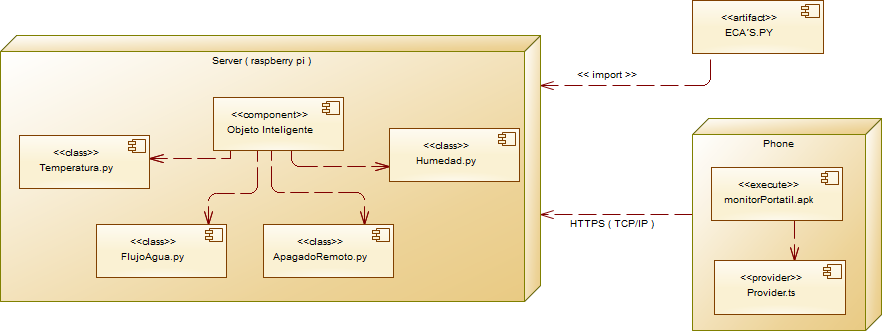 <<artifact>>
ECA'S.PY
Server ( raspberry pi )
<< import >>
<<component>>
Objeto Inteligente
<<class>>
Temperatura.py
<<class>>
Humedad.py
Phone
<<execute>>
monitorPortatil.apk
HTTPS ( TCP/IP )
<<class>>
FlujoAgua.py
<<class>>
ApagadoRemoto.py
<<provider>>
Provider.ts